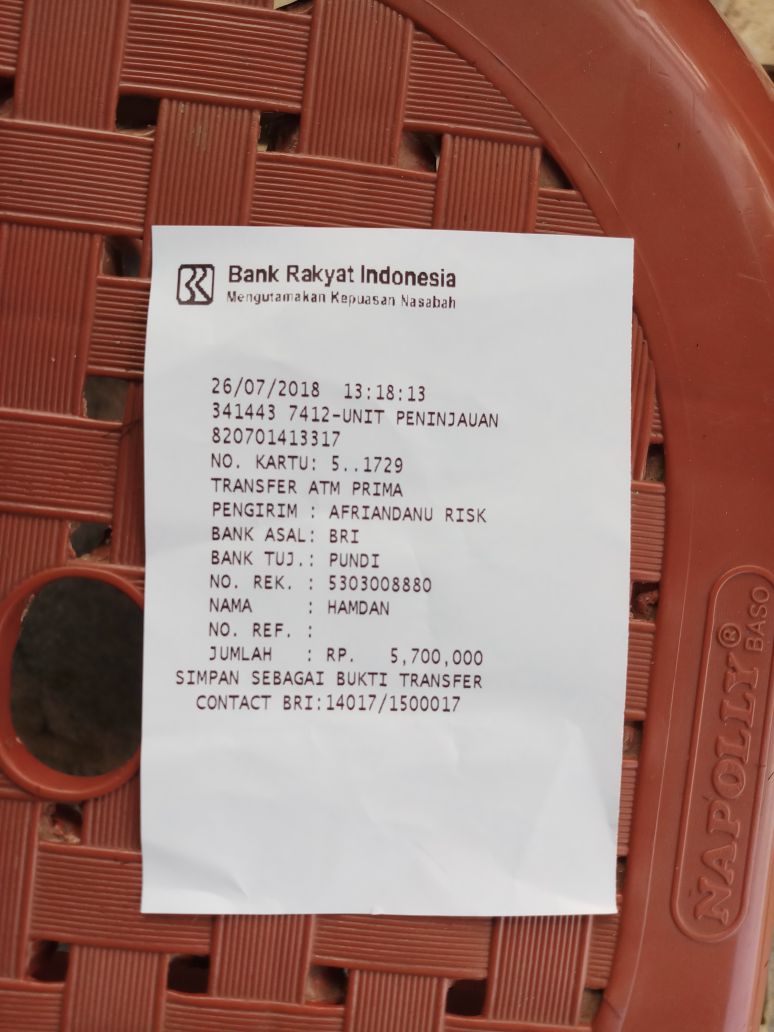 Bank Rakyat Indonesia
Mengutamakan Kepuasan Nasabah
26/07/2018 13:18:13
341443 7412-UNIT PENINJAUAN
820701413317
NO. KARTU: 5..1729
TRANSFER ATM PRIMA
PENGIRIM : AFRIANDANU RISK
BANK ASAL: BRI
BANK TUJ.: PUNDI
NO. REK. : 5303008880
NAMA : HAMDAN
NO. REF. :
JUMLAH : RP. 5,700,000
SIMPAN SEBAGAI BUKTI TRANSFER
CONTACT BRI:14017/1500017
NAPOLLY® BASO